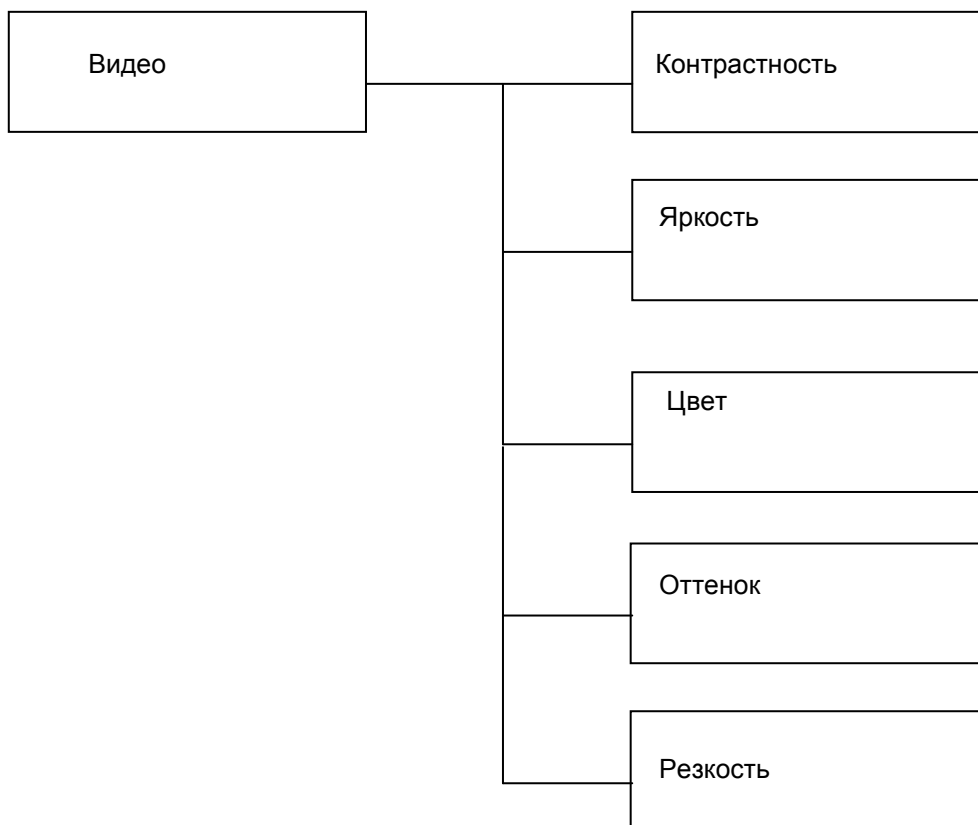 Видео
Контрастность
Яркость
Цвет
Оттенок
Резкость